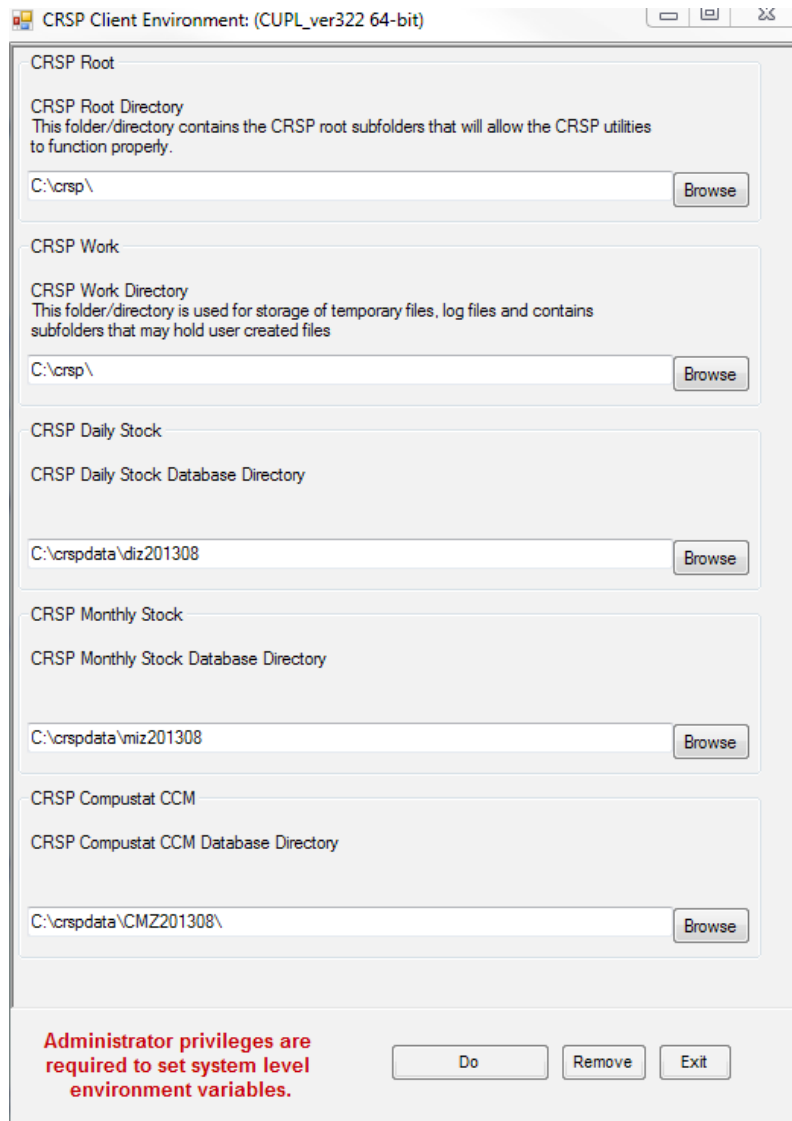 CRSP Client Environment: (CUPL_ver322 64-bit)
CRSP Root
CRSP Root Directory
This folder/directory contains the CRSP root subfolders that will allow the CRSP utilities
to function properly.
C:\crsp\
Browse
CRSP Work
CRSP Work Directory
This folder/directory is used for storage of temporary files, log files and contains
subfolders that may hold user created files
C:\crsp\
Browse
CRSP Daily Stock
CRSP Daily Stock Database Directory
C:\crspdata\diz201308
Browse
CRSP Monthly Stock
CRSP Monthly Stock Database Directory
C:\crspdata\miz201308
Browse
CRSP Compustat CCM
CRSP Compustat CCM Database Directory
C:\crspdata\CMZ201308\
Browse
Administrator privileges are
required to set system level
environment variables.
Do
Remove
Exit